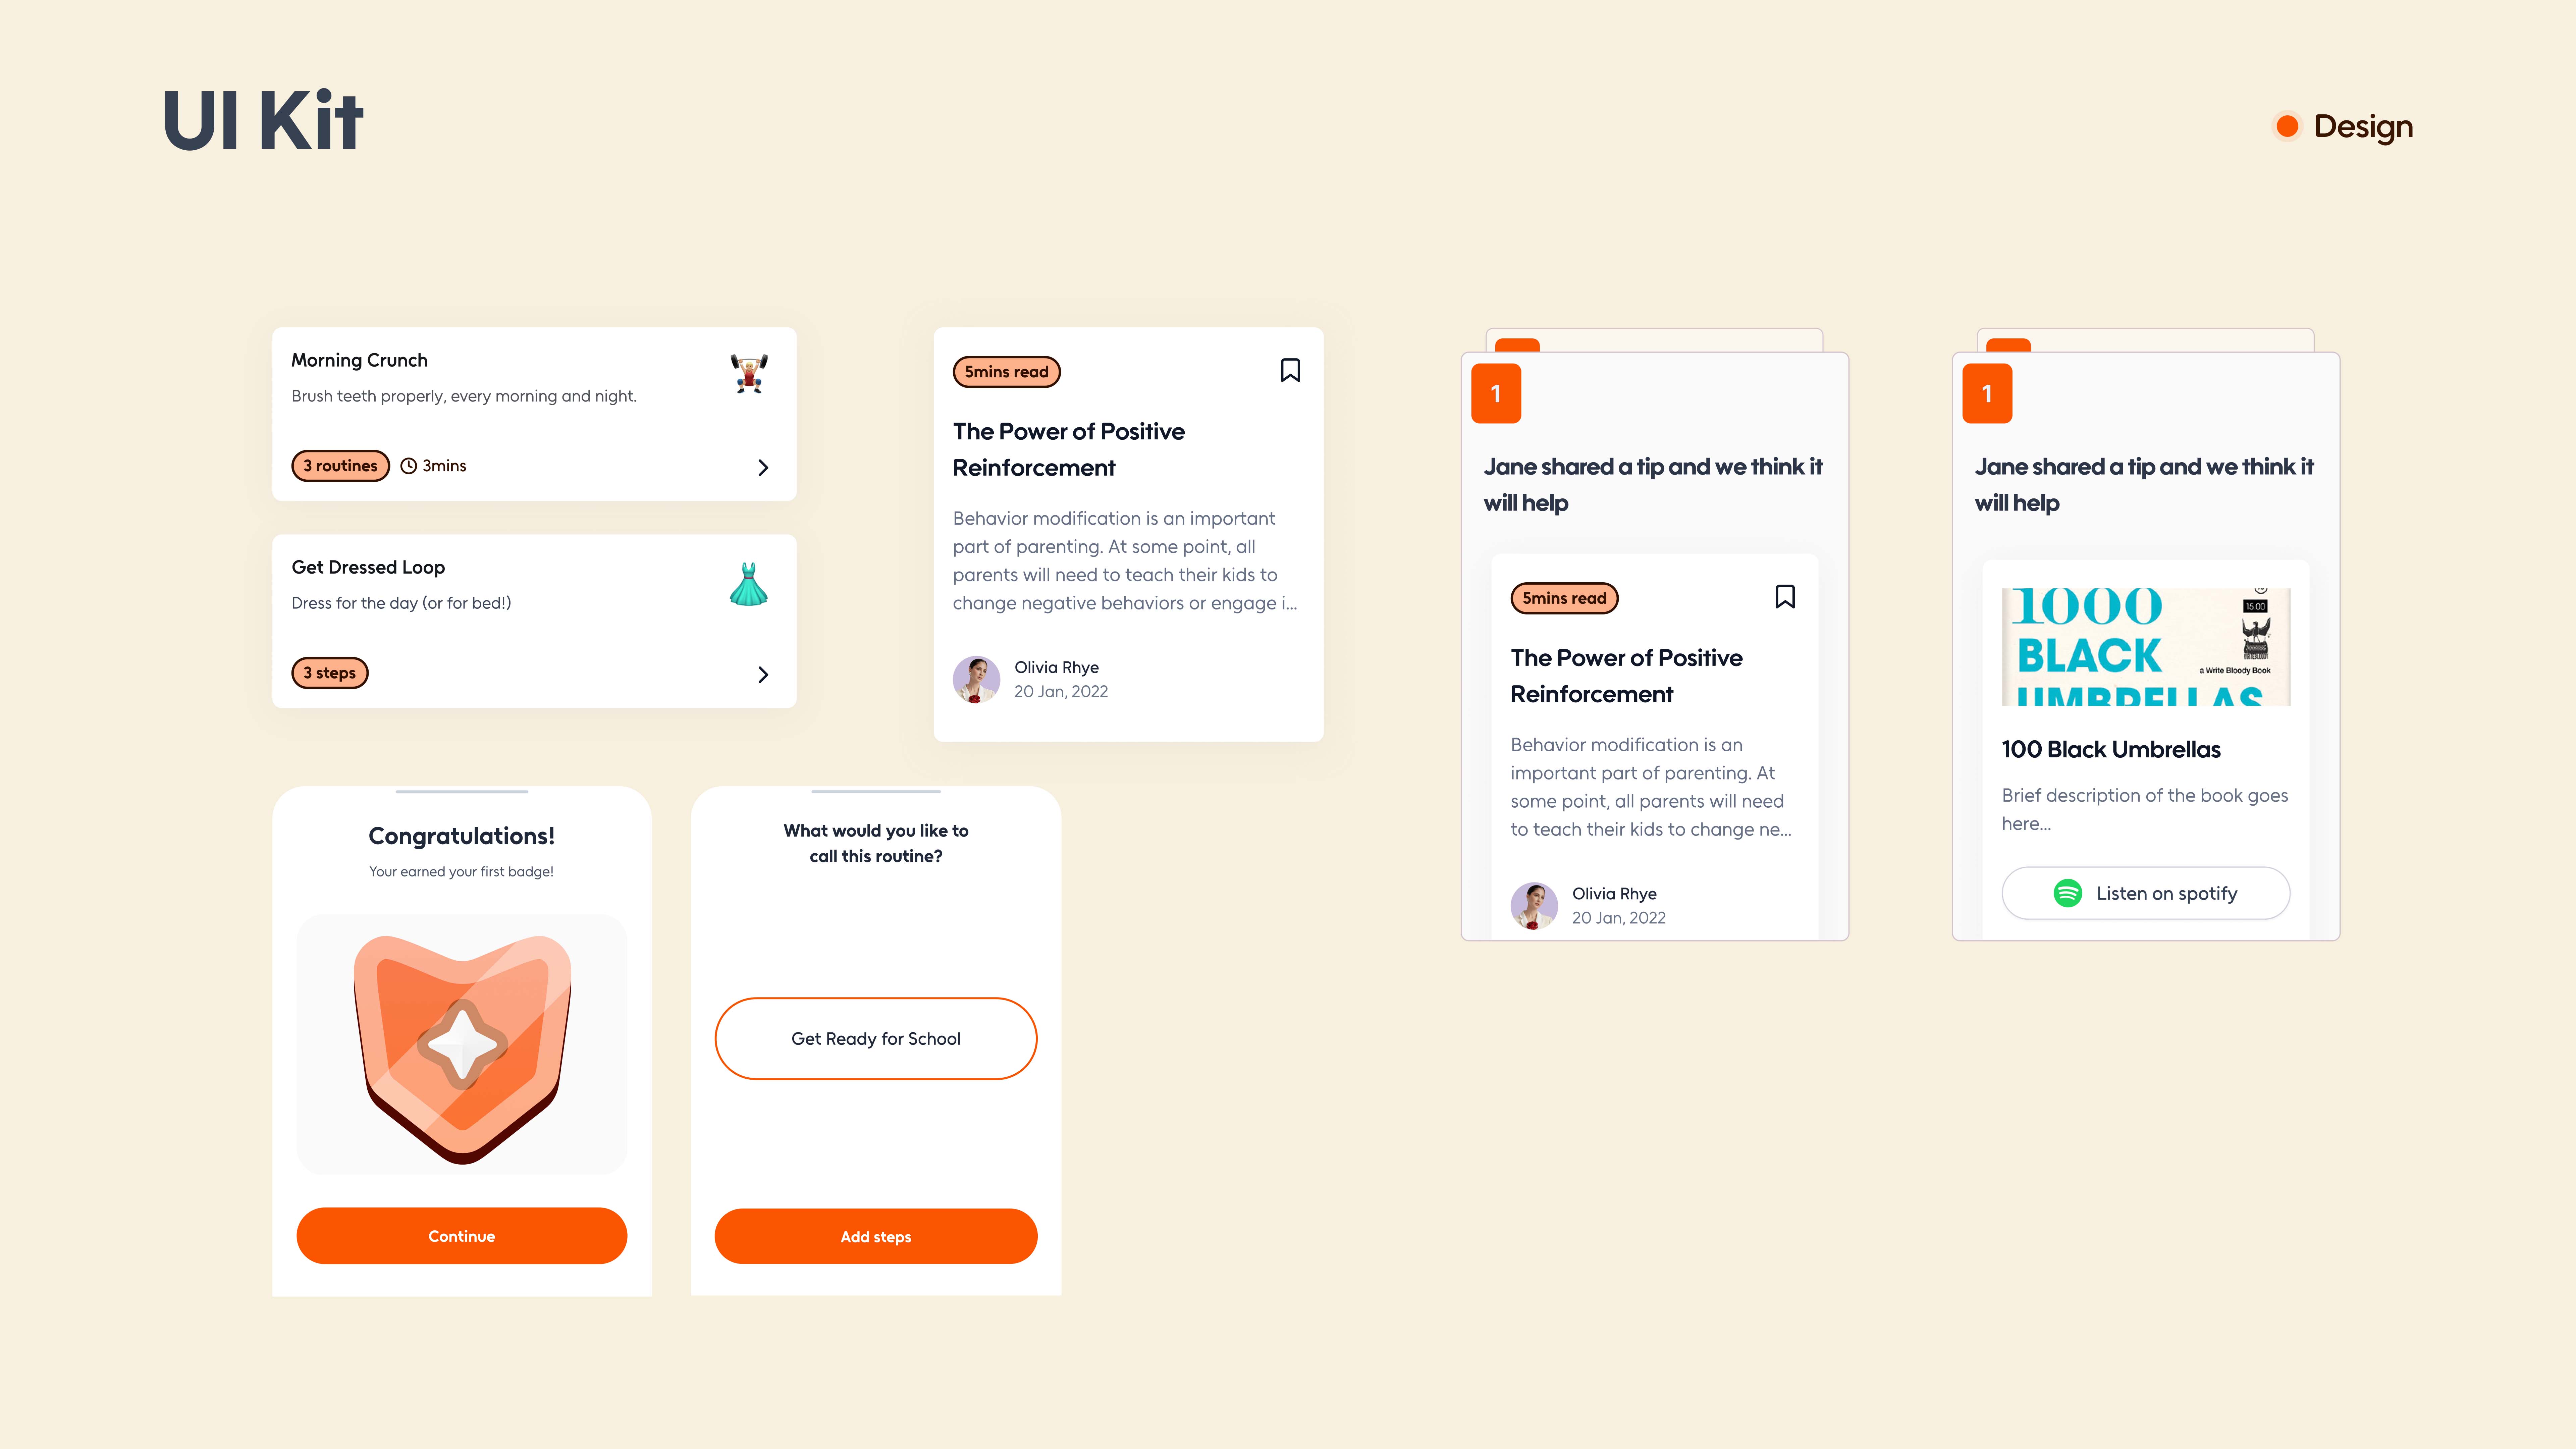 UI Kit
Design
Morning Crunch
Brush teeth properly, every morning and night.
3 routines
3mins
Get Dressed Loop
Dress for the day (or for bed!)
3 steps
5mins read
The Power of Positive
Reinforcement
Behavior modification is an important
part of parenting. At some point, all
parents will need to teach their kids to
change negative behaviors or engage i...
Olivia Rhye
20 Jan, 2022
Congratulations!
Your earned your first badge!
Continue
What would you like to
call this routine?
Get Ready for School
Add steps
1
Jane shared a tip and we think it
will help
5mins read
The Power of Positive
Reinforcement
Behavior modification is an
important part of parenting. At
some point, all parents will need
to teach their kids to change ne...
Olivia Rhye
20 Jan, 2022
1
Jane shared a tip and we think it
will help
1000
15.00
BLACK
a Write Bloody Book
UMBRELLAS
100 Black Umbrellas
Brief description of the book goes
here...
Listen on spotify